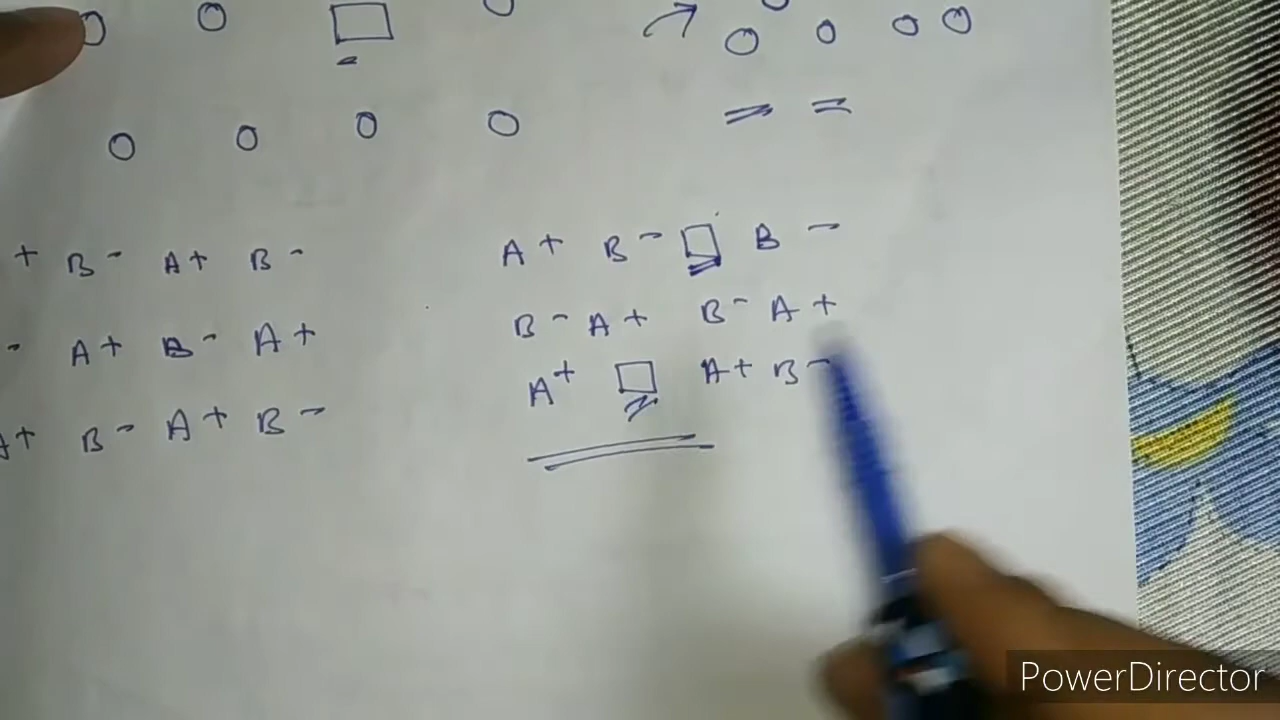 + B - A + B -
A + B - □ B -
- A + B - A +
B - A + B - A +
A + B - A + B -
A + □ A + B -
PowerDirector